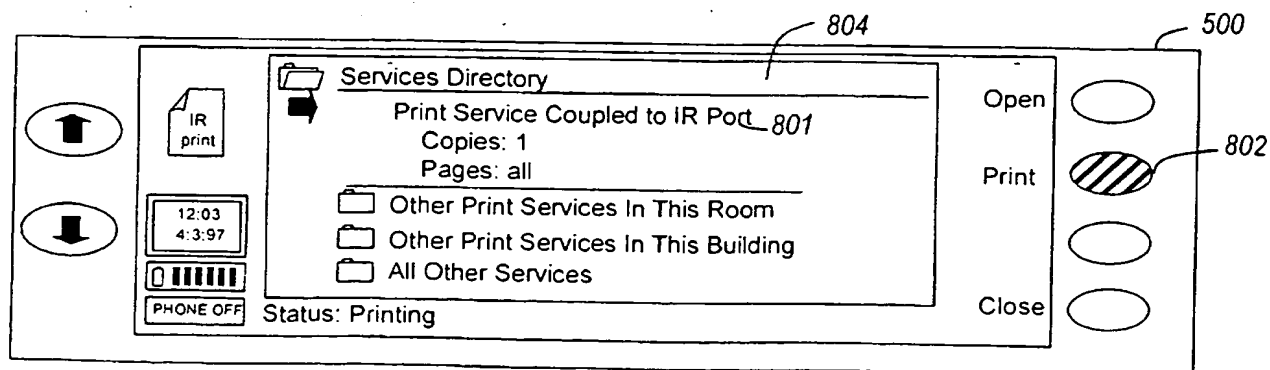 804
500
Services Directory
IR
print
Print Service Coupled to IR Port
801
Copies: 1
Pages: all
Open
802
Print
12:03
4:3:97
Other Print Services In This Room
Other Print Services In This Building
All Other Services
PHONE OFF
Status: Printing
Close